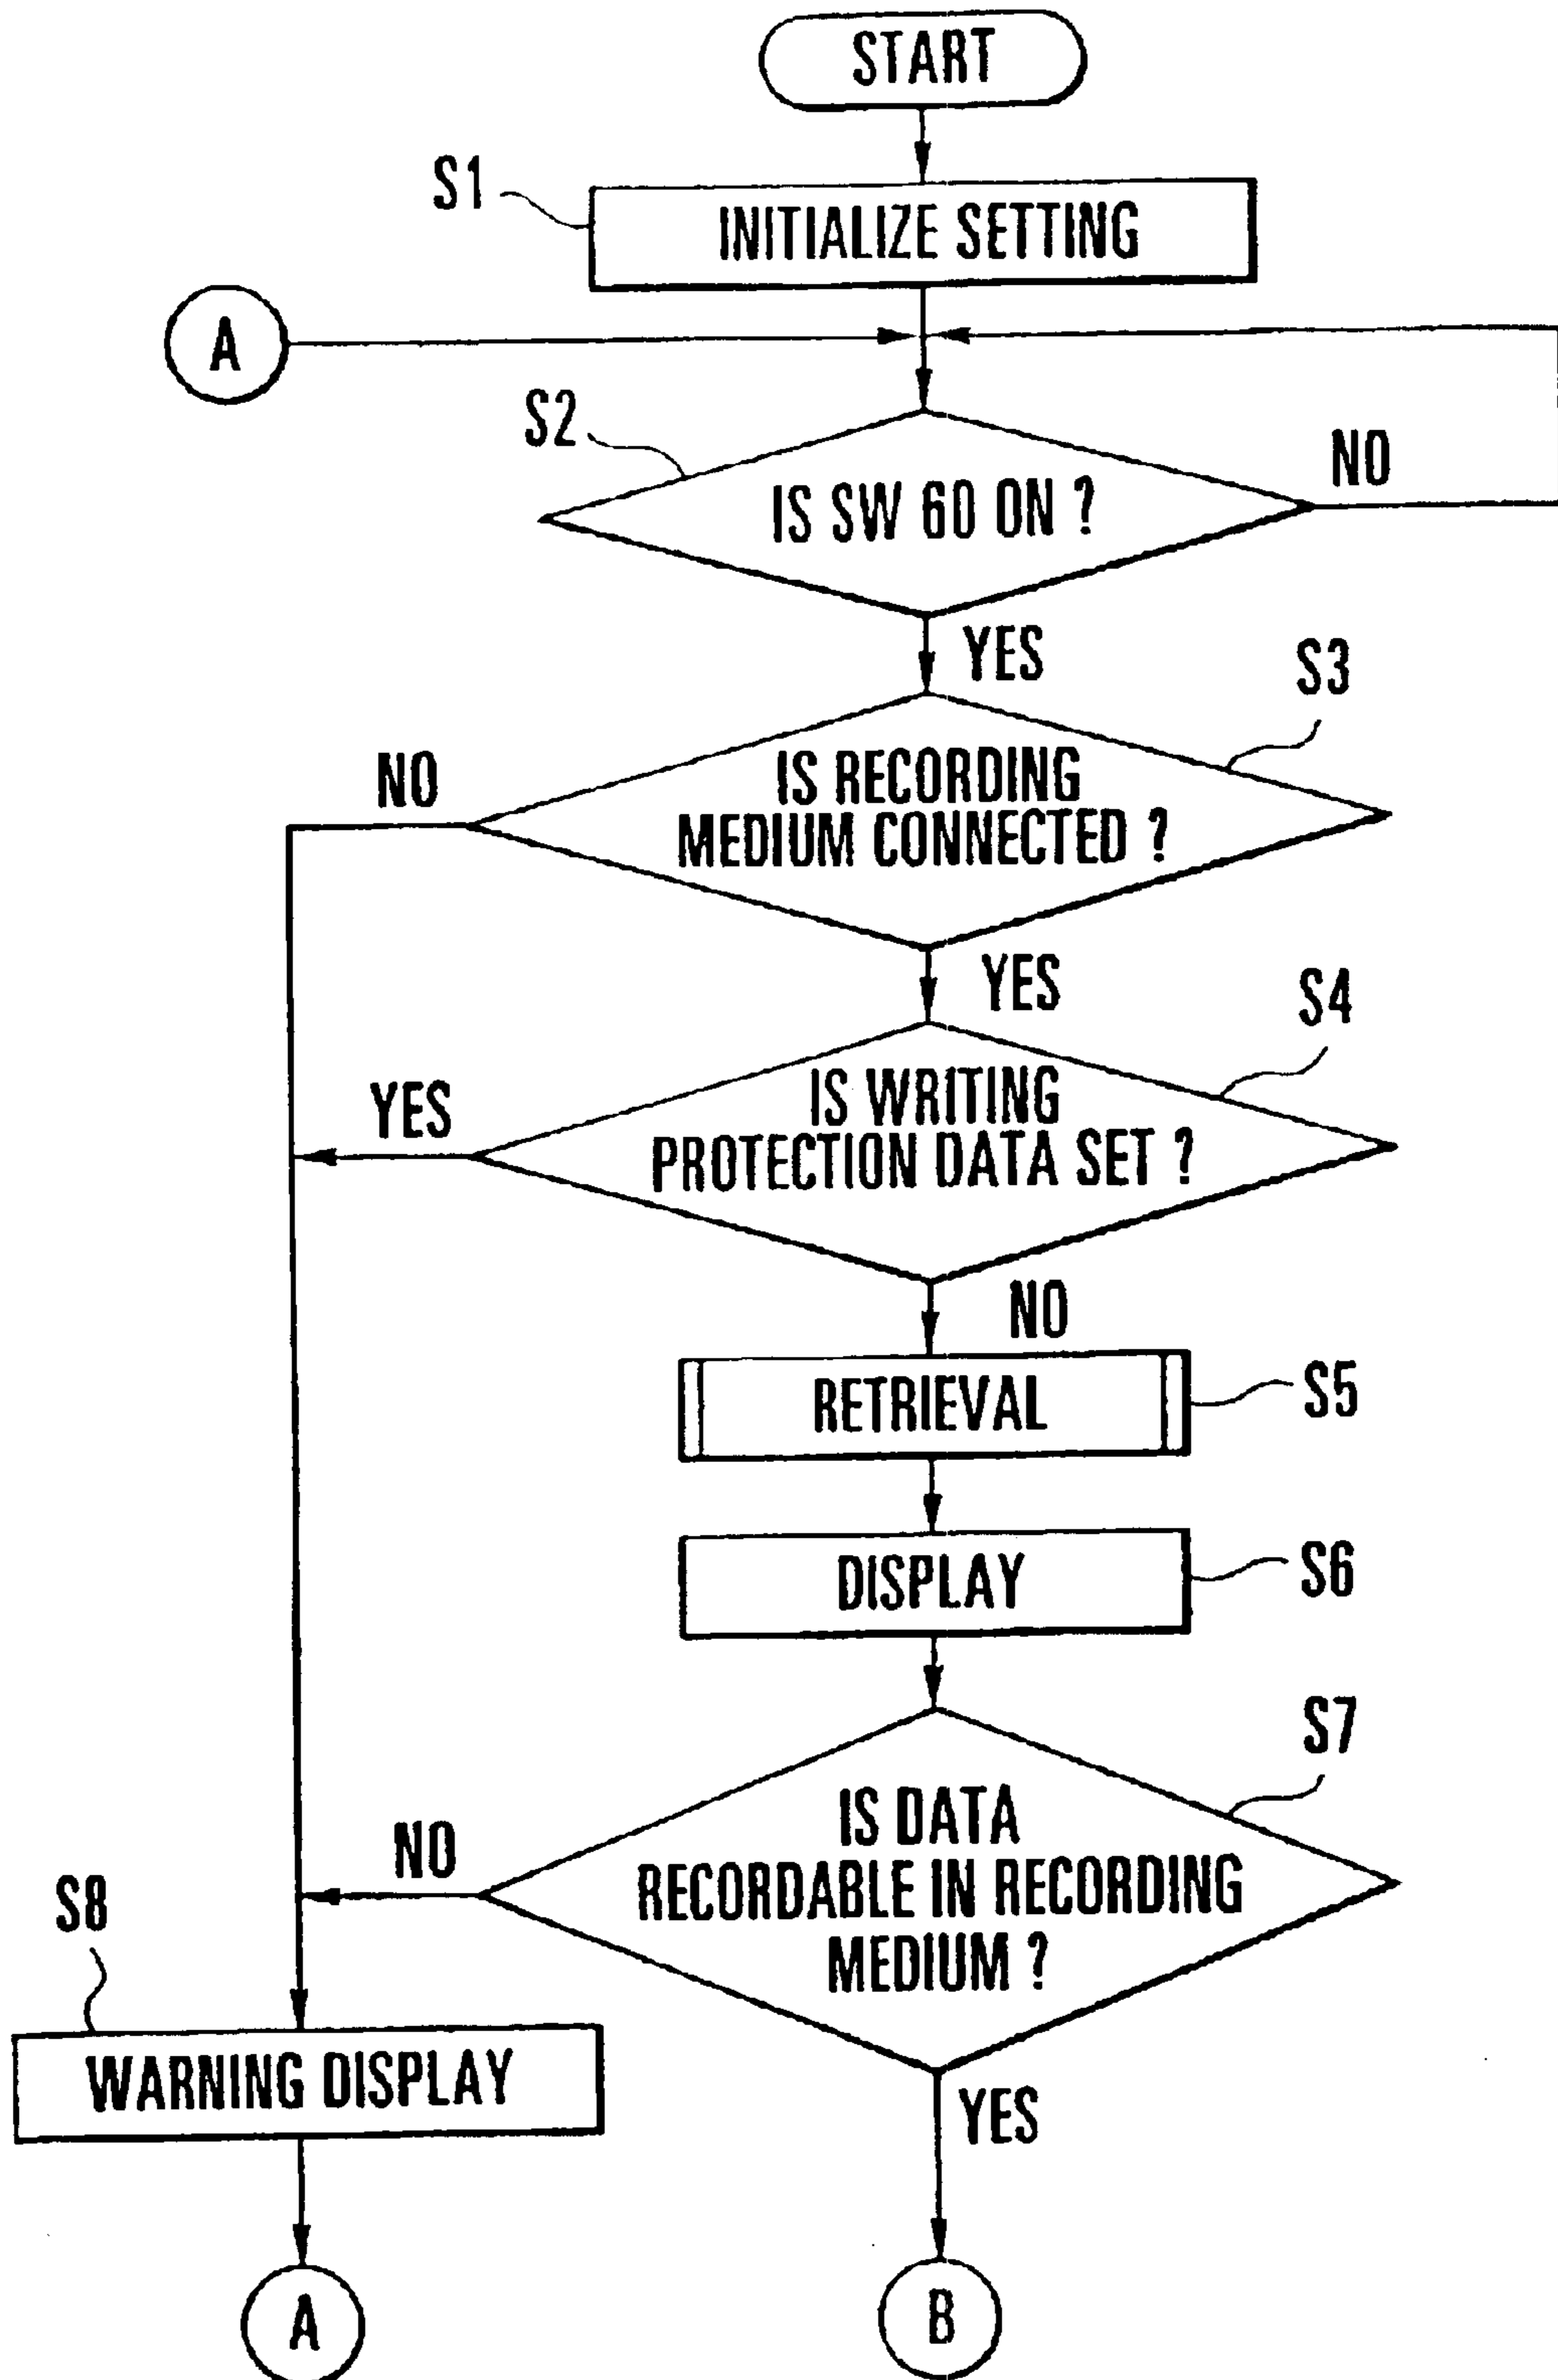 START
S1
INITIALIZE SETTING
A
S2
IS SW 60 ON ?
NO
YES
S3
NO
IS RECORDING
MEDIUM CONNECTED ?
YES
S4
YES
IS WRITING
PROTECTION DATA SET ?
NO
RETRIEVAL
S5
DISPLAY
S6
S7
NO
IS DATA
RECORDABLE IN RECORDING
MEDIUM ?
S8
WARNING DISPLAY
YES
A
B